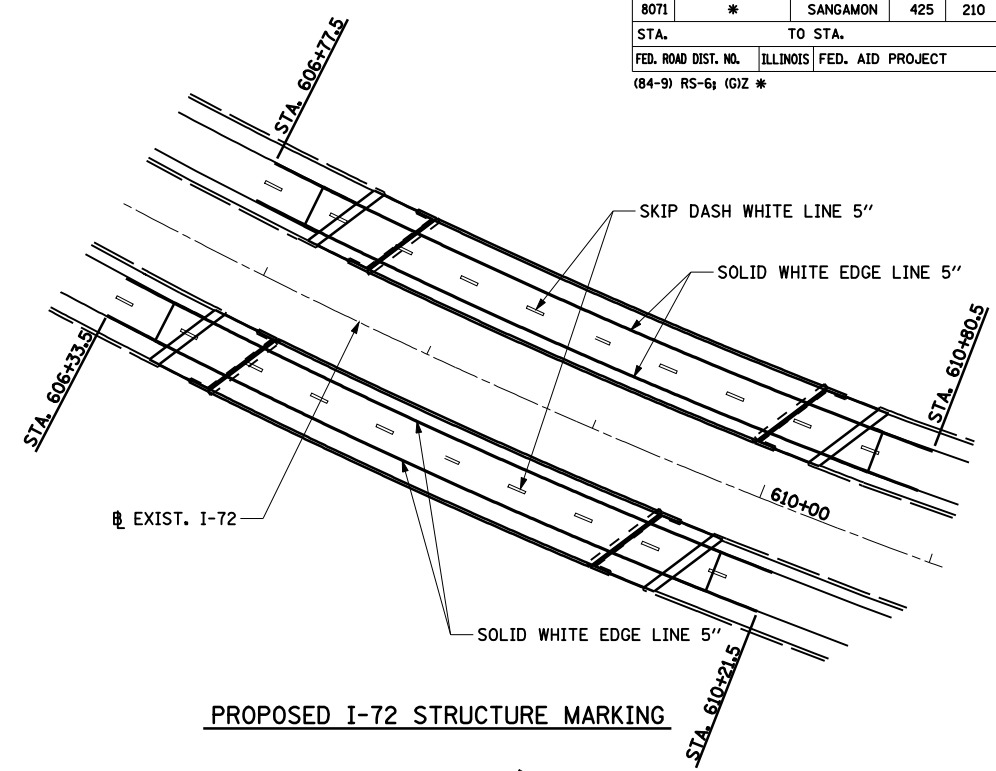 8071 * SANGAMON 425 210
STA. TO STA.
FED. ROAD DIST. NO. ILLINOIS FED. AID PROJECT
(84-9) RS-6; (G)Z *
STA. 606+77.5
SKIP DASH WHITE LINE 5"
SOLID WHITE EDGE LINE 5"
STA. 606+33.5
STA. 610+80.5
610+00
℄ EXIST. I-72
SOLID WHITE EDGE LINE 5"
STA. 610+21.5
PROPOSED I-72 STRUCTURE MARKING